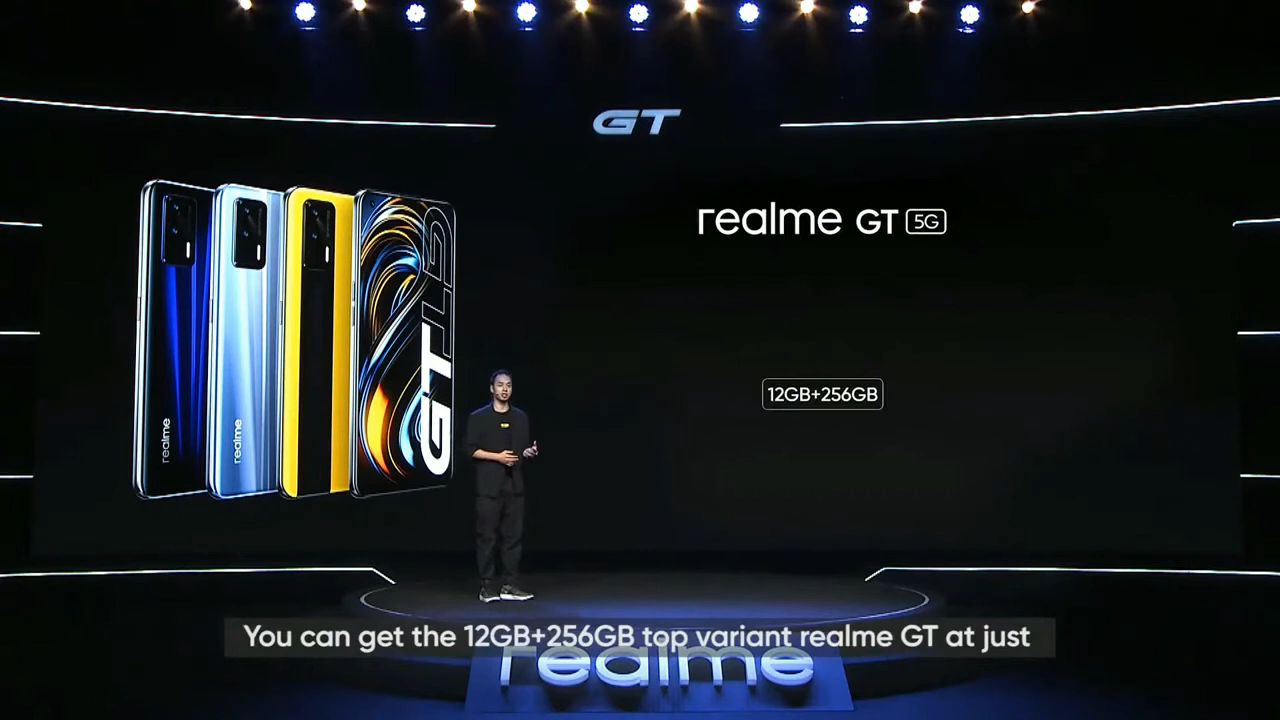 GT
realme GT 5G
12GB+256GB
realme
realme
GT
GT
You can get the 12GB+256GB top variant realme GT at just
realme